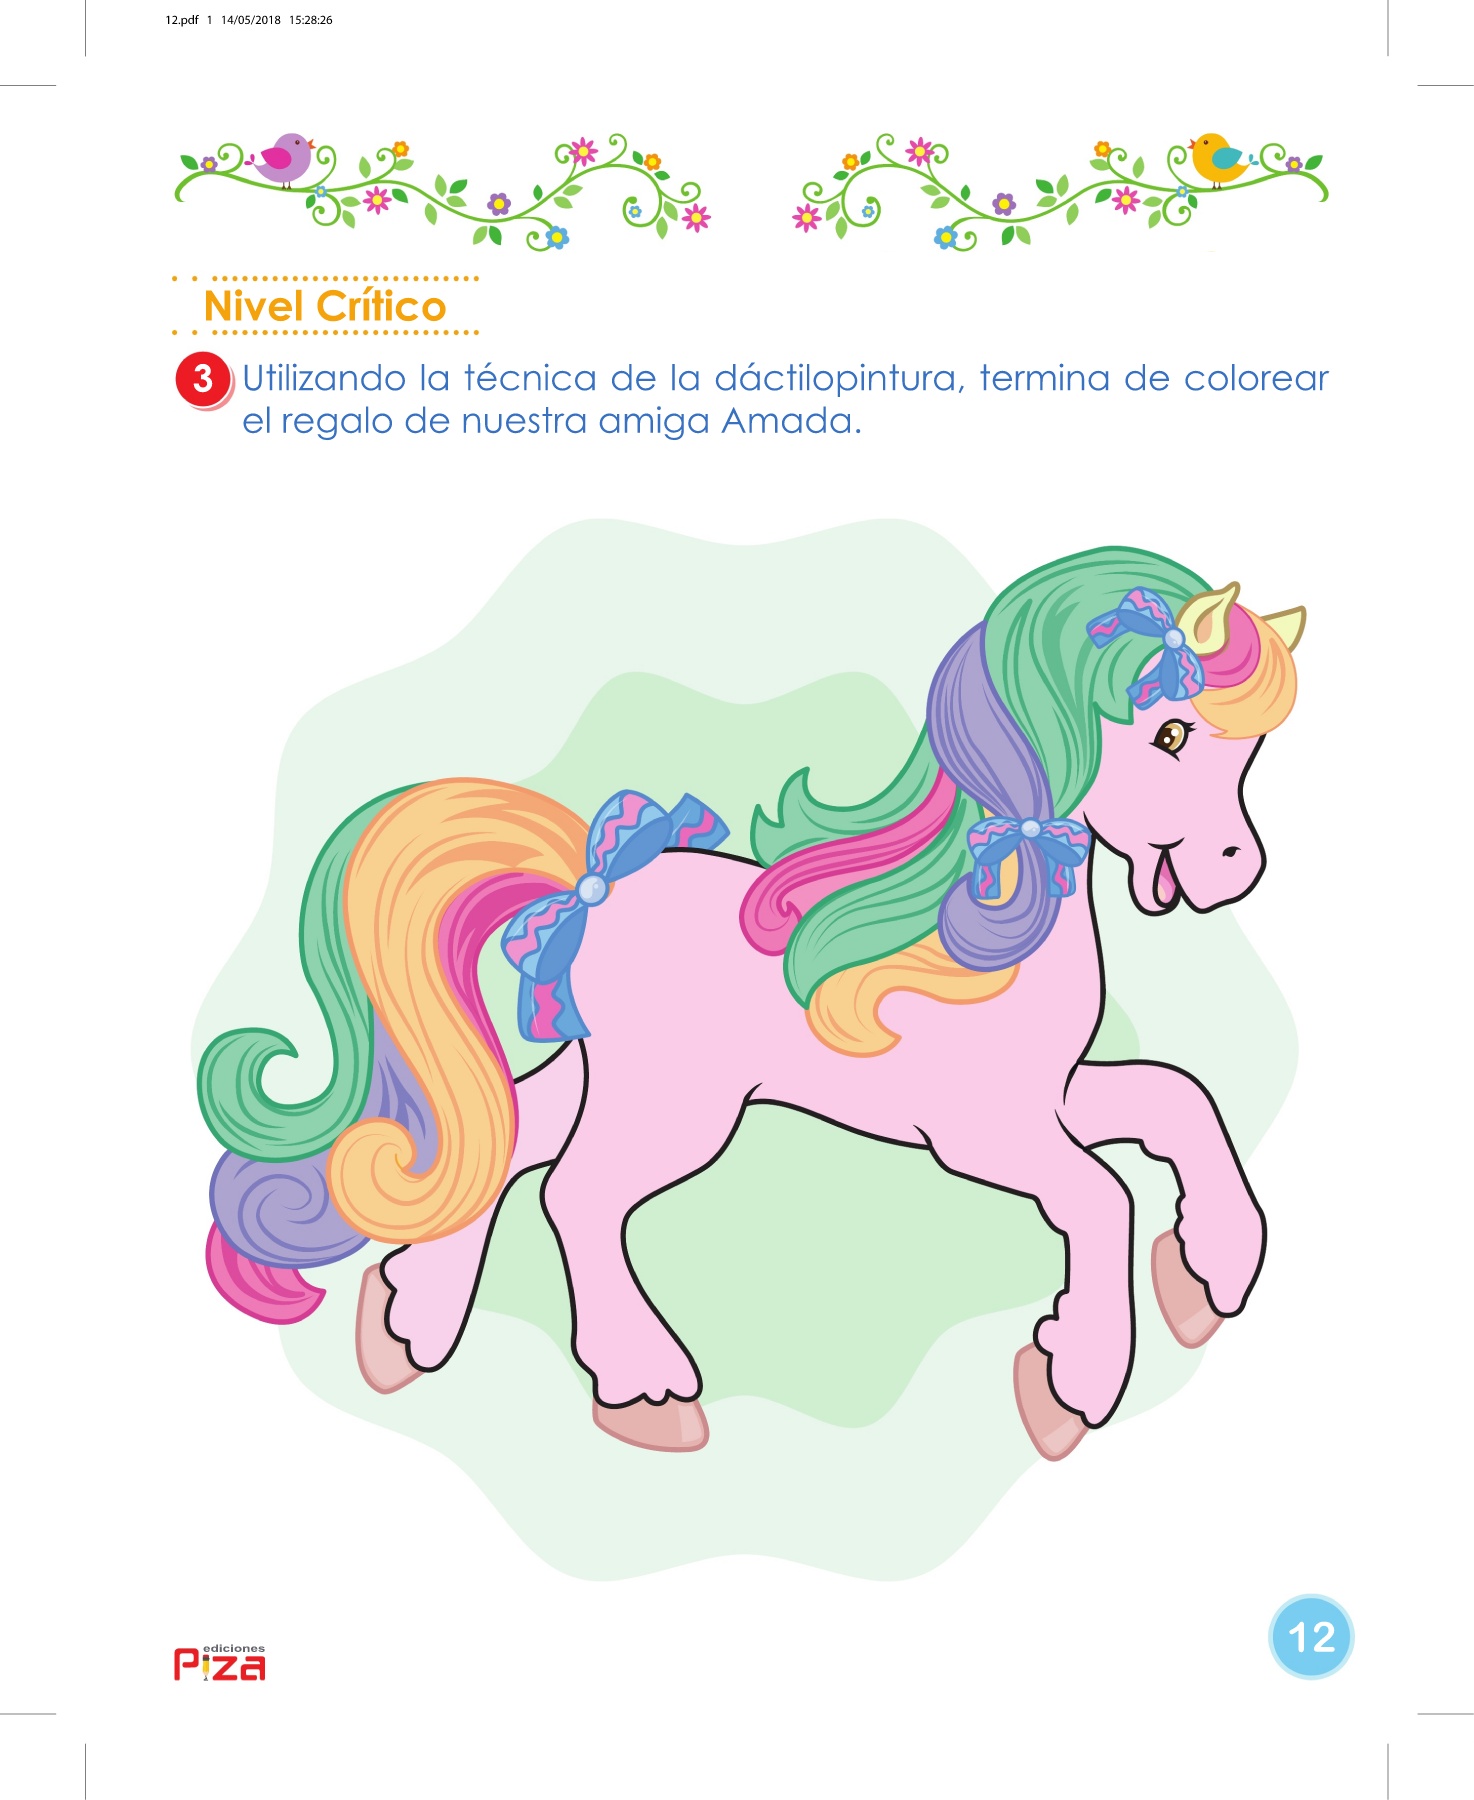 12.pdf 1 14/05/2018 15:28:26
Nivel Crítico
3 Utilizando la técnica de la dáctilopintura, termina de colorear
el regalo de nuestra amiga Amada.
ediciones
Piza
12